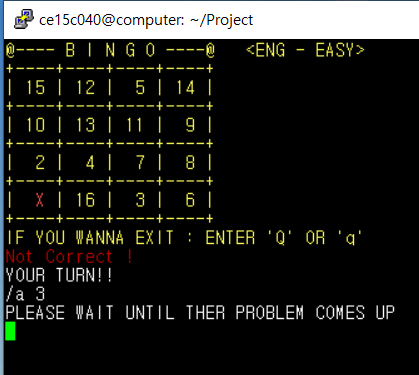 ce15c040@computer: ~/Project
@---- B I N G O ----@ <ENG - EASY>
+----+----+----+----+
| 15 | 12 | 5 | 14 |
+----+----+----+----+
| 10 | 13 | 11 | 9 |
+----+----+----+----+
| 2 | 4 | 7 | 8 |
+----+----+----+----+
| X | 16 | 3 | 6 |
+----+----+----+----+
IF YOU WANNA EXIT : ENTER 'Q' OR 'q'
Not Correct !
YOUR TURN!!
/a 3
PLEASE WAIT UNTIL THER PROBLEM COMES UP